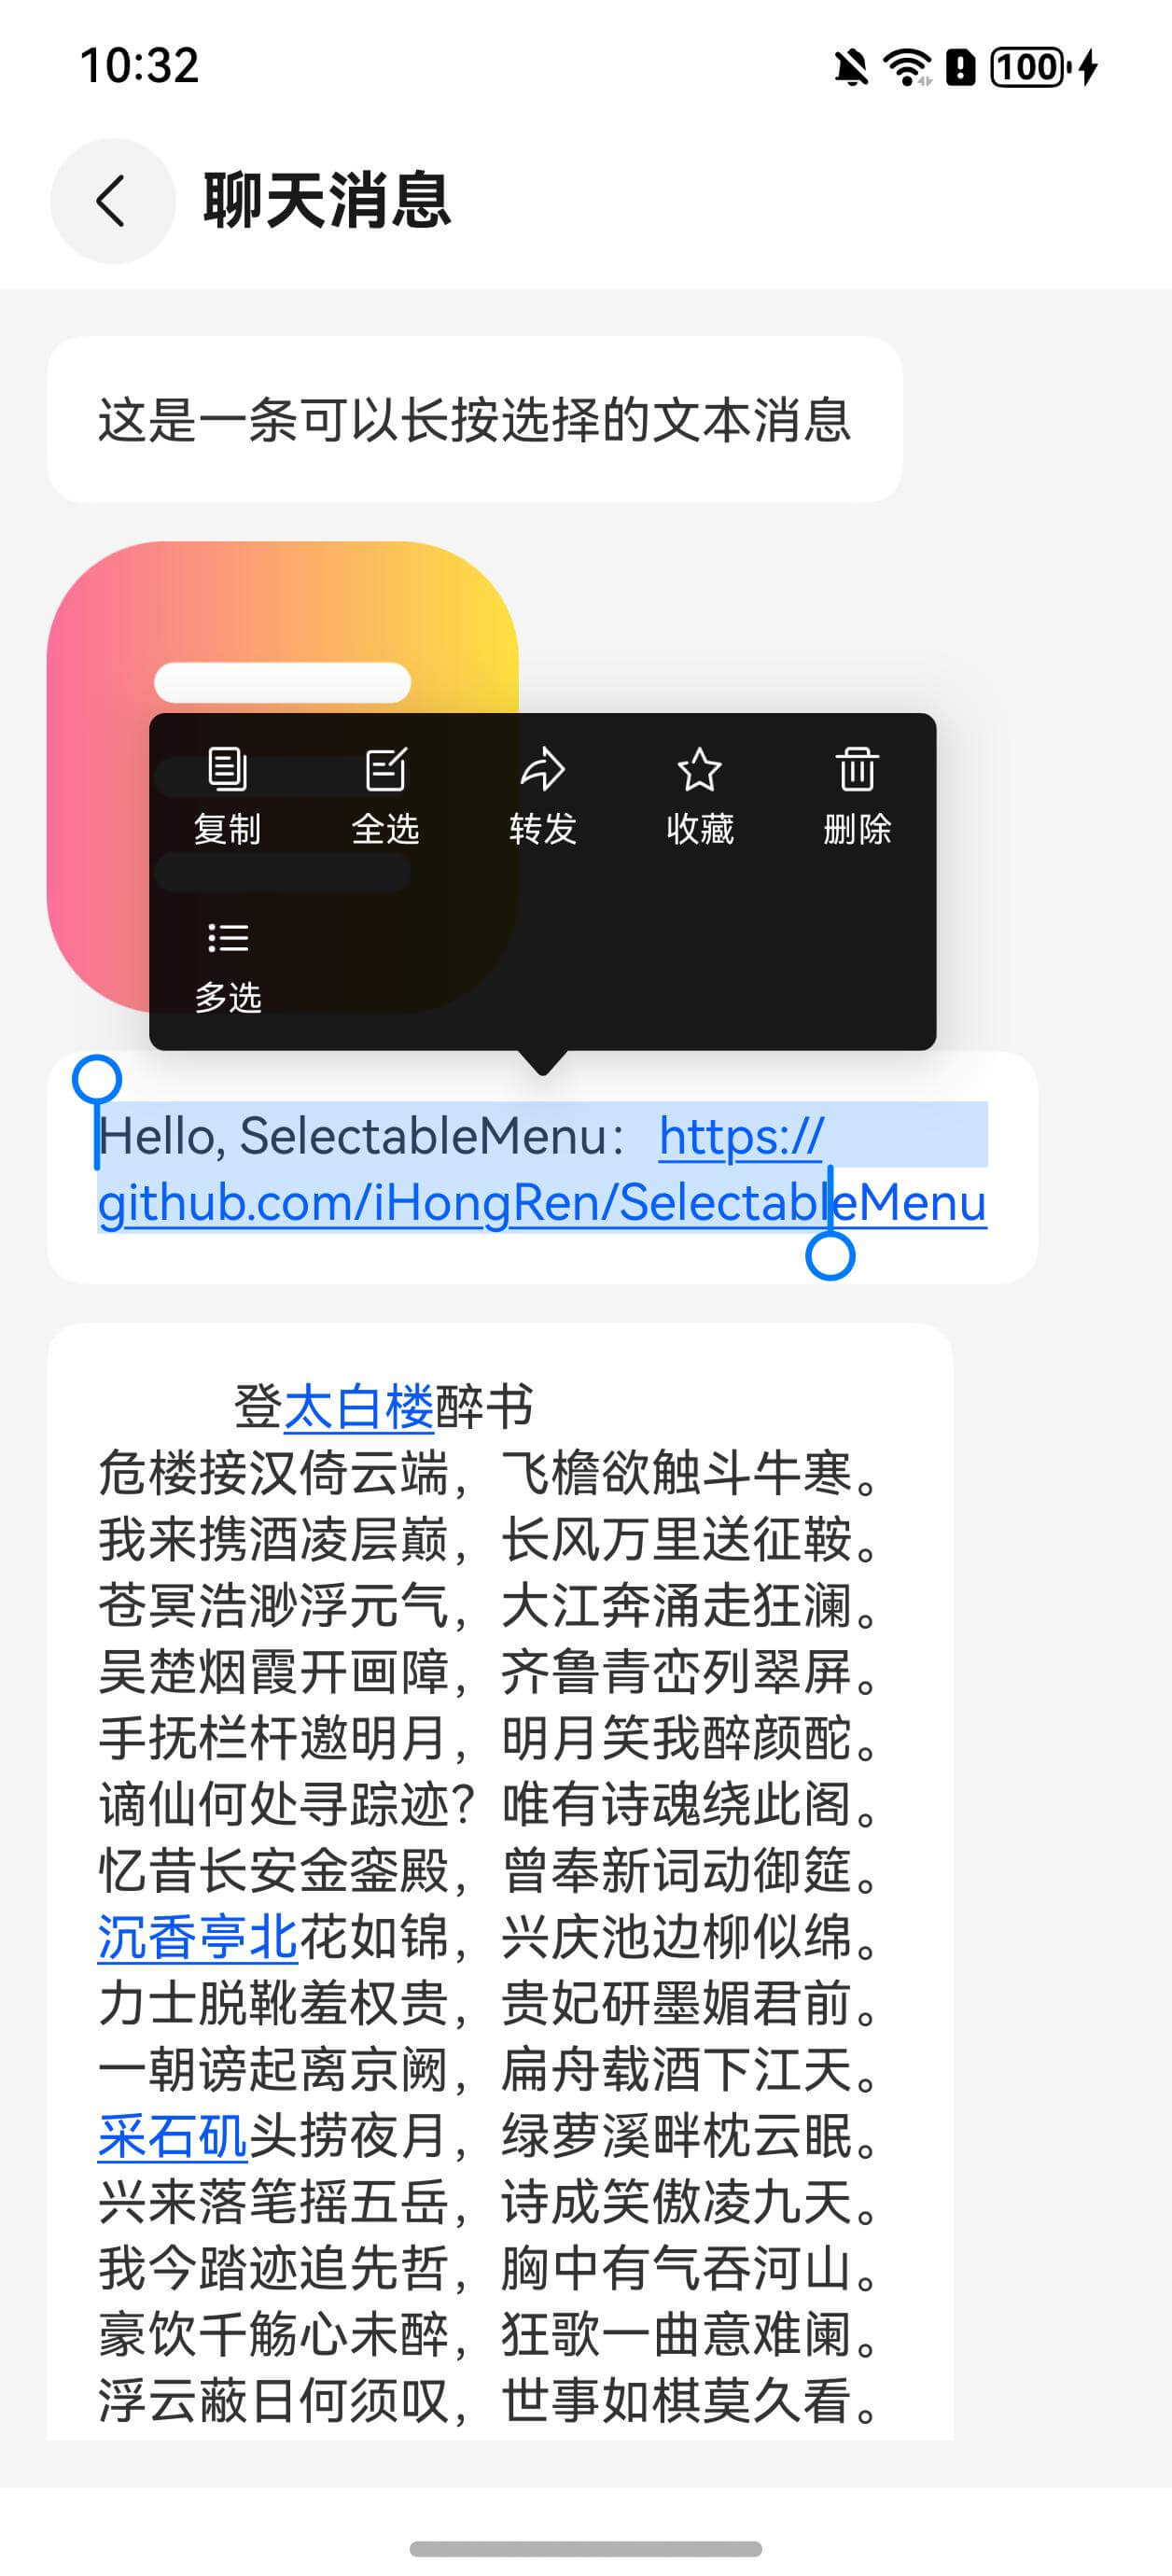 10:32
100
聊天消息
这是一条可以长按选择的文本消息
复制 全选 转发 收藏 删除
多选
Hello, SelectableMenu： https://
github.com/iHongRen/SelectableMenu
登太白楼醉书
危楼接汉倚云端，飞檐欲触斗牛寒。
我来携酒凌层巅，长风万里送征鞍。
苍冥浩渺浮元气，大江奔涌走狂澜。
吴楚烟霞开画障，齐鲁青峦列翠屏。
手抚栏杆邀明月，明月笑我醉颜酡。
谪仙何处寻踪迹？唯有诗魂绕此阁。
忆昔长安金銮殿，曾奉新词动御筵。
沉香亭北花如锦，兴庆池边柳似绵。
力士脱靴羞权贵，贵妃研墨媚君前。
一朝谤起离京阙，扁舟载酒下江天。
采石矶头捞夜月，绿萝溪畔枕云眠。
兴来落笔摇五岳，诗成笑傲凌九天。
我今踏迹追先哲，胸中有气吞河山。
豪饮千觞心未醉，狂歌一曲意难阑。
浮云蔽日何须叹，世事如棋莫久看。